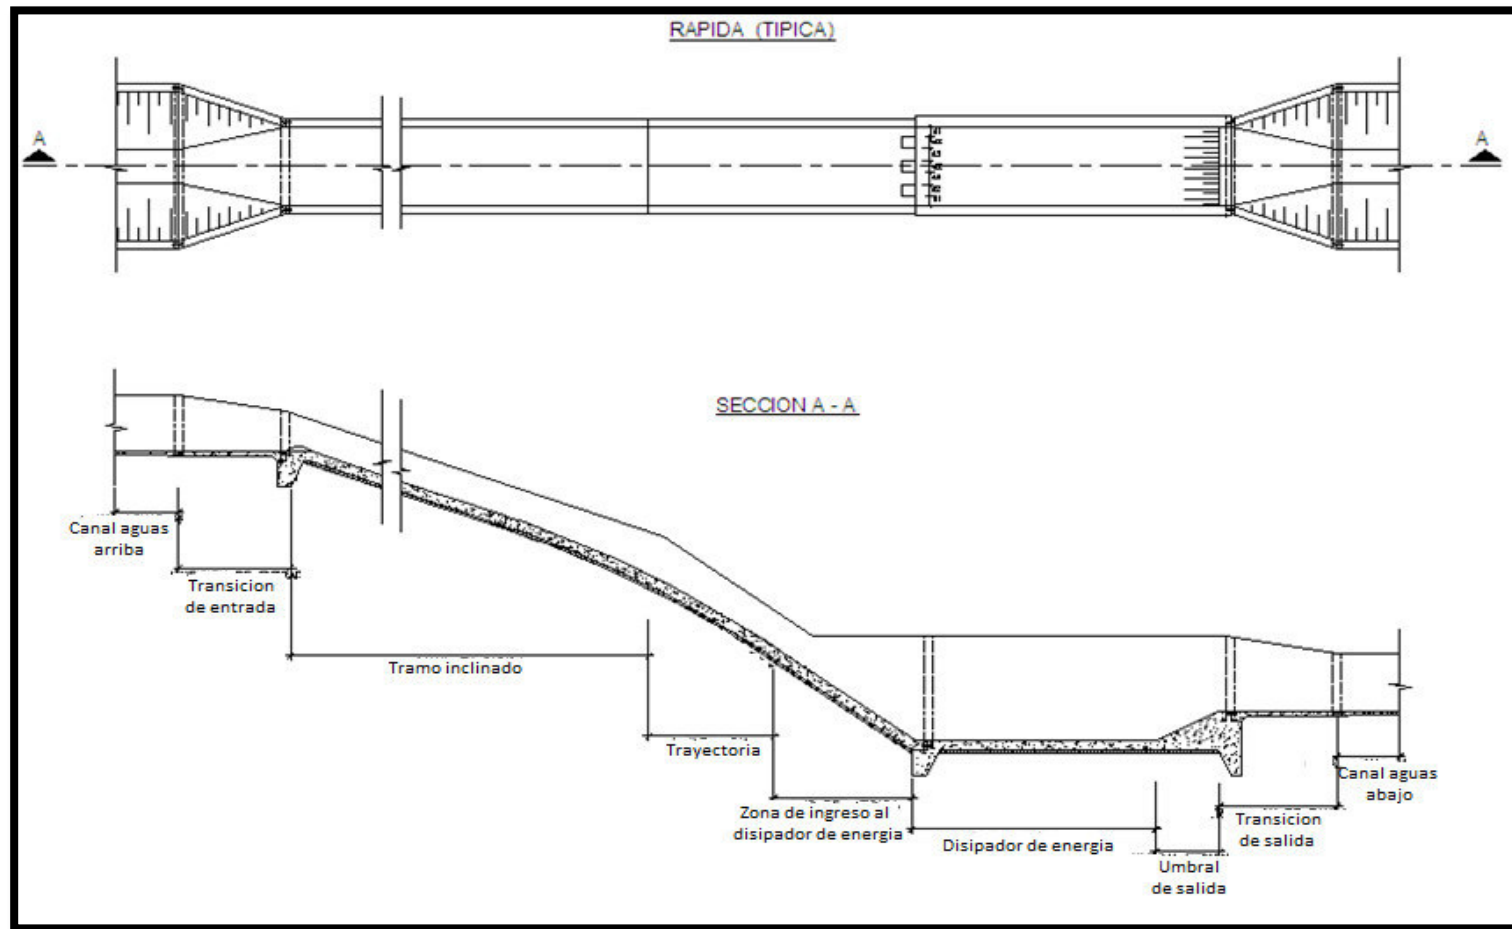 RAPIDA (TIPICA)
A
A
SECCION A - A
Canal aguas
arriba
Transicion
de entrada
Tramo inclinado
Trayectoria
Zona de ingreso al
disipador de energia
Disipador de energia
Umbral
de salida
Transicion
de salida
Canal aguas
abajo